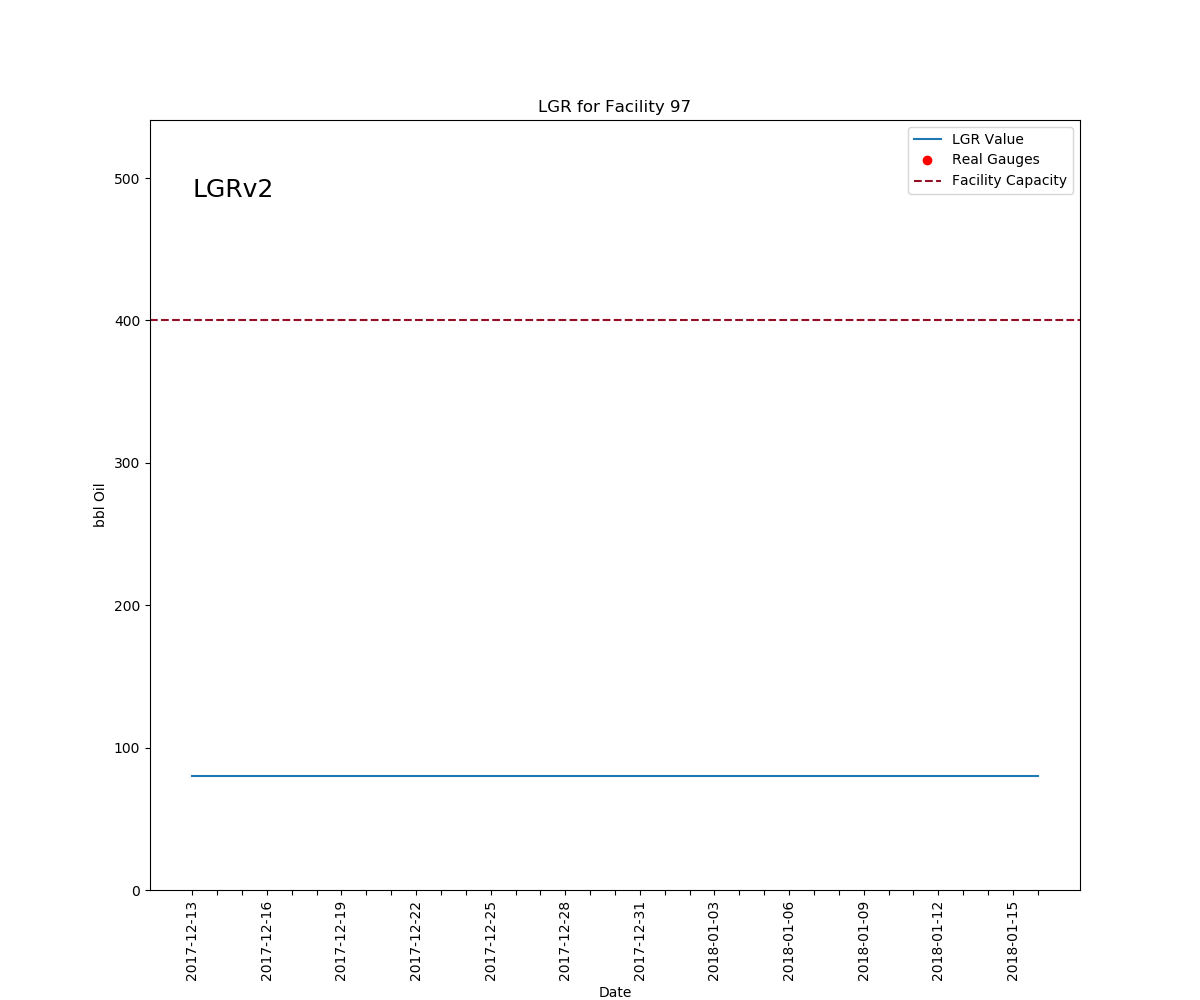 LGR for Facility 97
LGR Value
Real Gauges
Facility Capacity
LGRv2
500
400
300
200
100
0
bbl Oil
2017-12-13
2017-12-16
2017-12-19
2017-12-22
2017-12-25
2017-12-28
2017-12-31
2018-01-03
2018-01-06
2018-01-09
2018-01-12
2018-01-15
Date